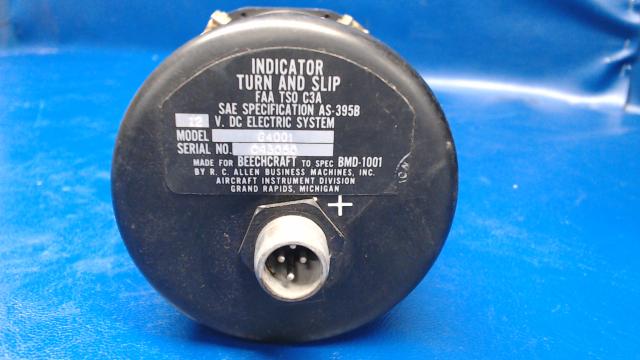 INDICATOR
TURN AND SLIP
FAA TSO C3A
SAE SPECIFICATION AS-395B
12 V. DC ELECTRIC SYSTEM
MODEL G4001
SERIAL NO.
MADE FOR BEECHCRAFT TO SPEC BMD-1001
BY R. C. ALLEN BUSINESS MACHINES, INC.
AIRCRAFT INSTRUMENT DIVISION
GRAND RAPIDS, MICHIGAN
+